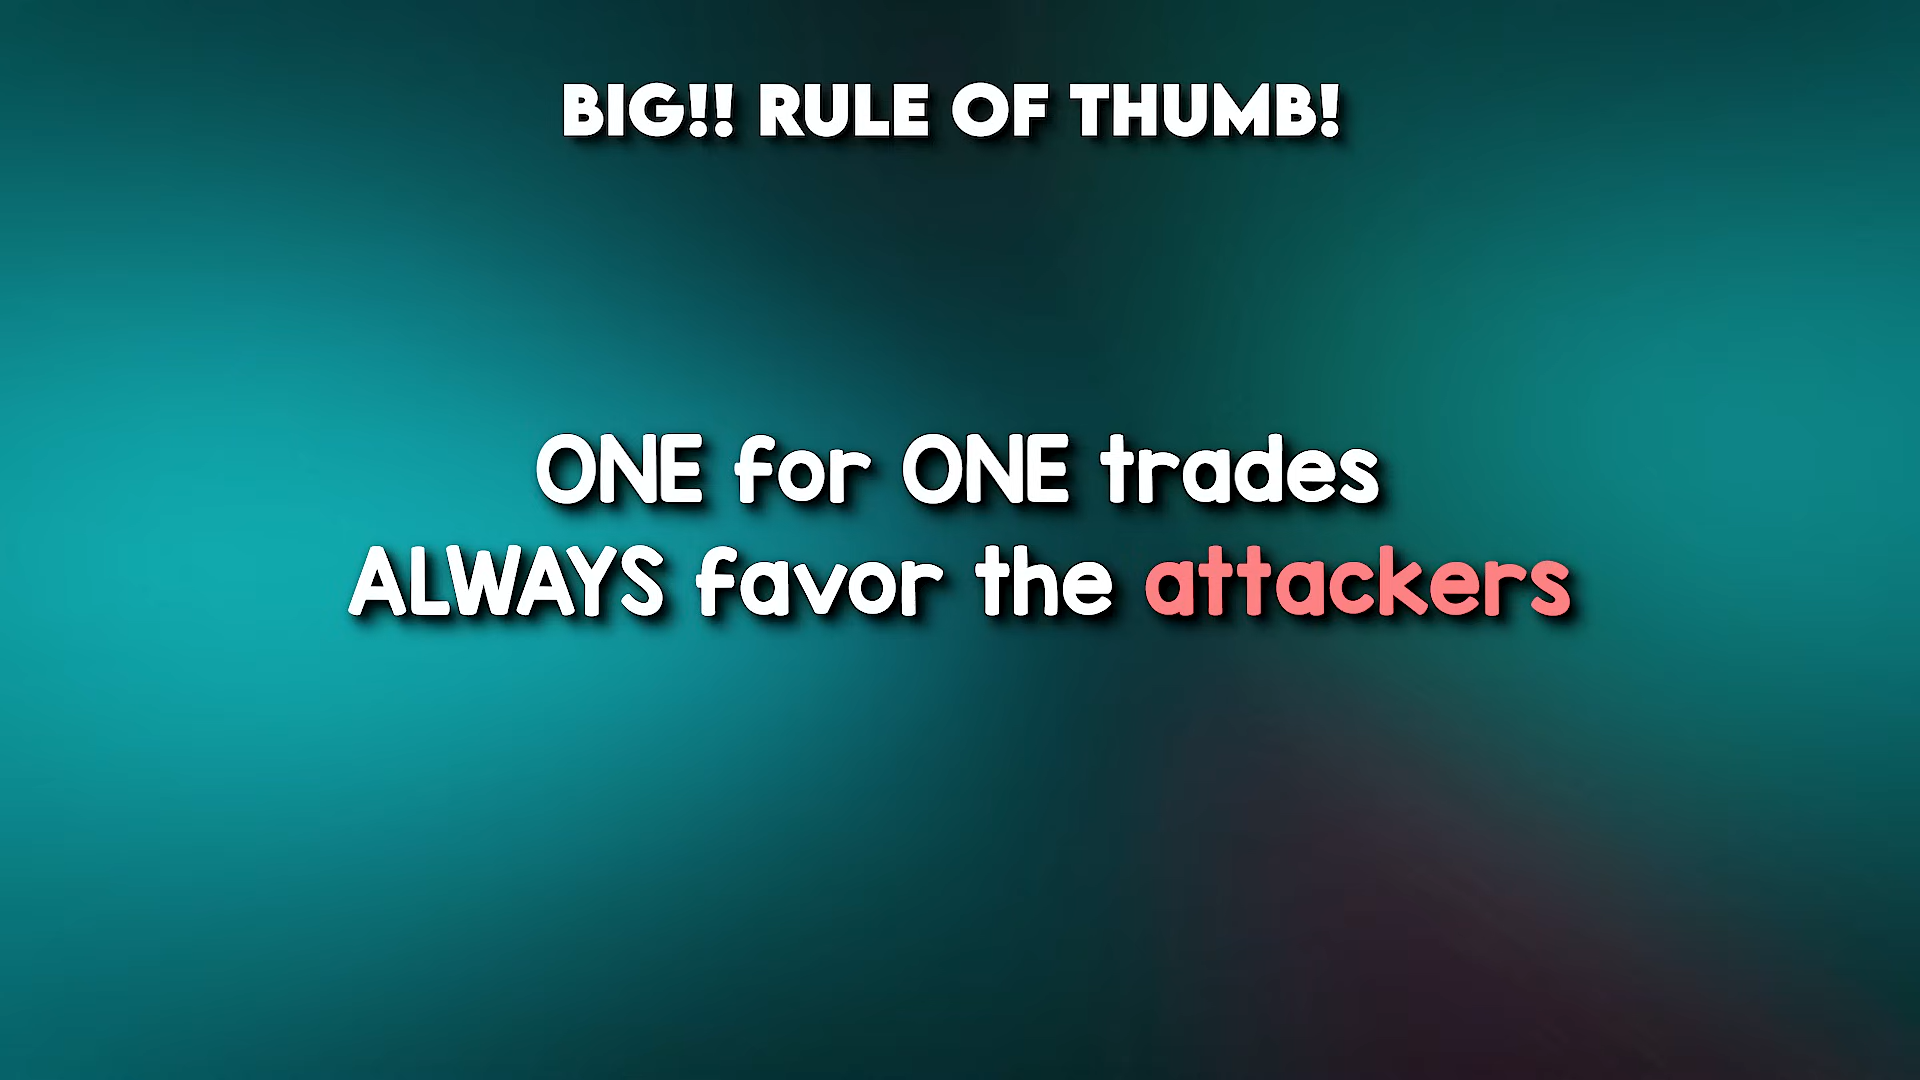 BIG!! RULE OF THUMB!
ONE for ONE trades
ALWAYS favor the attackers